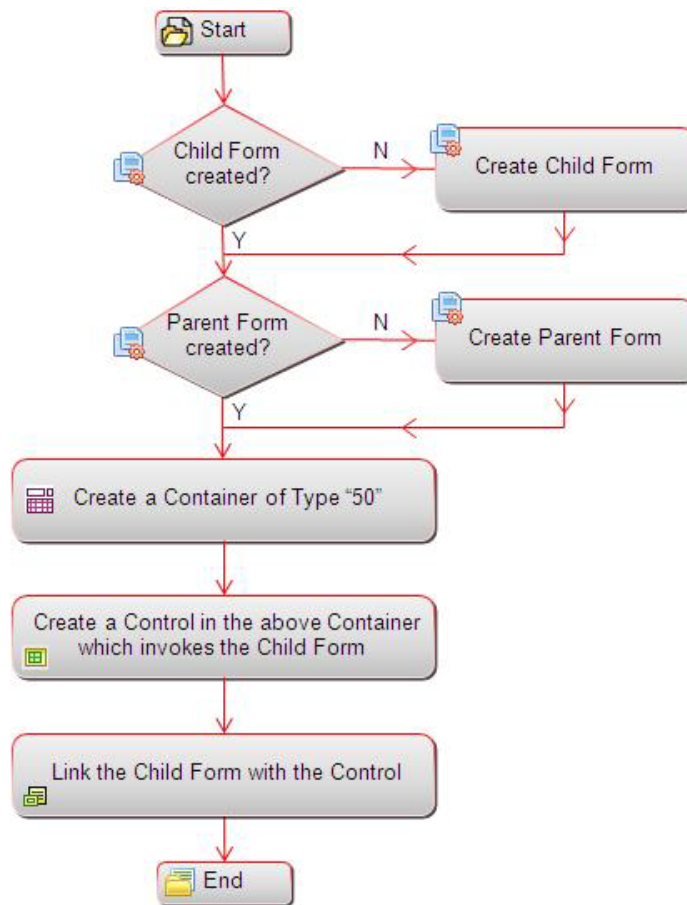 Start
Child Form
created?
N
Create Child Form
Y
Parent Form
created?
N
Create Parent Form
Y
Create a Container of Type “50”
Create a Control in the above Container
which invokes the Child Form
Link the Child Form with the Control
End